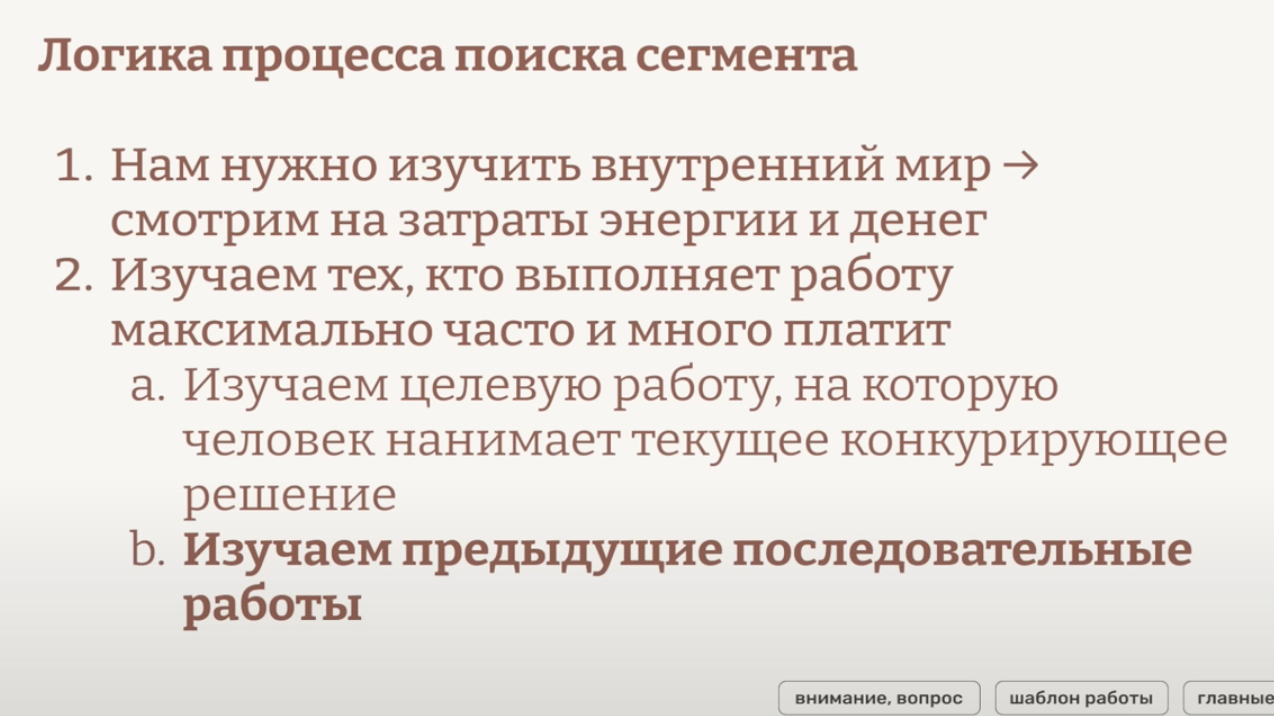 Логика процесса поиска сегмента
1. Нам нужно изучить внутренний мир →
смотрим на затраты энергии и денег
2. Изучаем тех, кто выполняет работу
максимально часто и много платит
a. Изучаем целевую работу, на которую
человек нанимает текущее конкурирующее
решение
b. Изучаем предыдущие последовательные
работы
внимание, вопрос шаблон работы главные